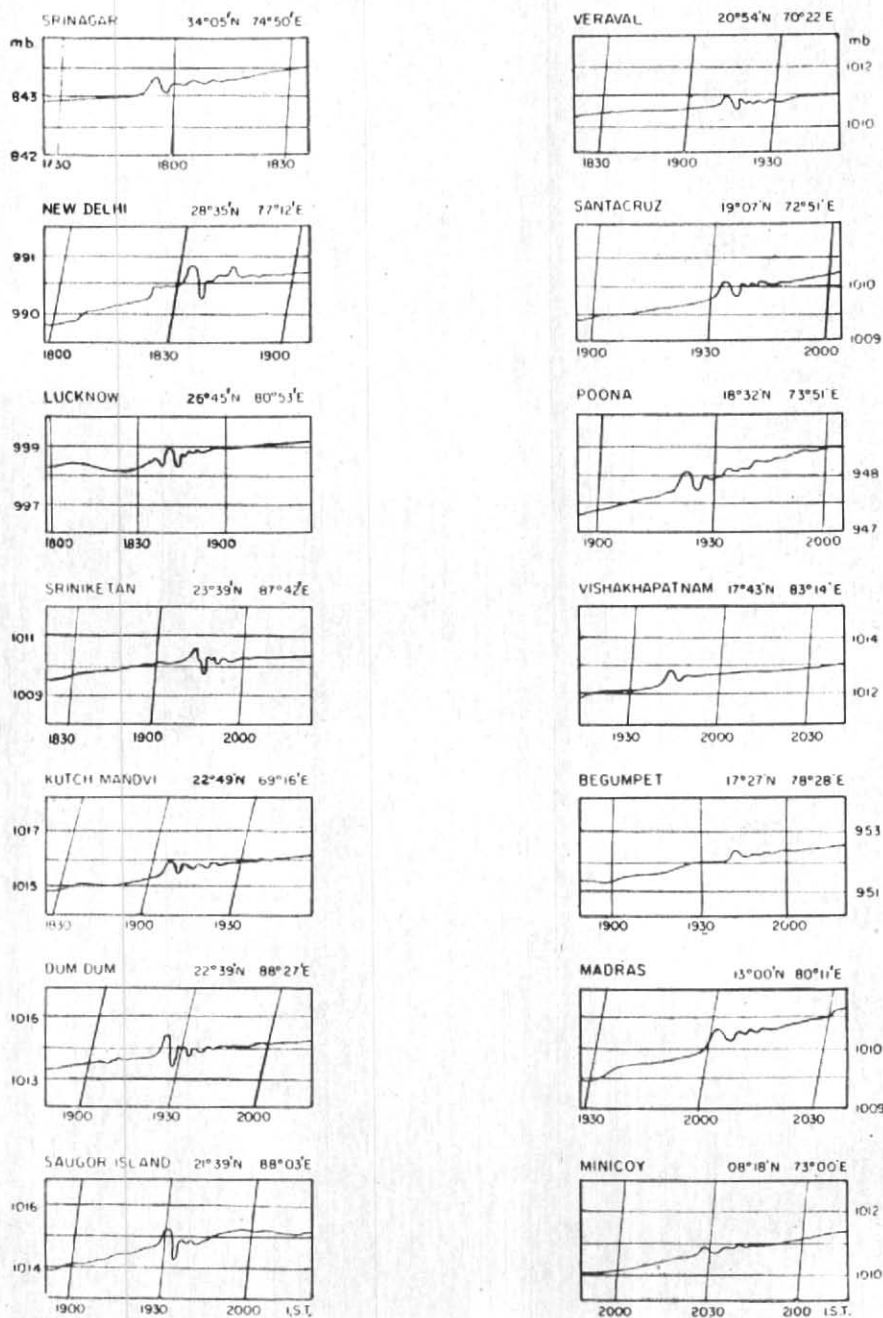 SRINAGAR 34°05'N 74°50'E
mb
843
842
1730 1800 1830
NEW DELHI 28°35'N 77°12'E
991
990
1800 1830 1900
LUCKNOW 26°45'N 80°53'E
999
997
1800 1830 1900
SRINIKETAN 23°39'N 87°42'E
1011
1009
1830 1900 2000
KUTCH MANDVI 22°49'N 69°16'E
1017
1015
1830 1900 1930
DUM DUM 22°39'N 88°27'E
1015
1013
1900 1930 2000
SAUGOR ISLAND 21°39'N 88°03'E
1016
1014
1900 1930 2000 I.S.T.
VERAVAL 20°54'N 70°22'E
mb
1012
1010
1830 1900 1930
SANTACRUZ 19°07'N 72°51'E
1010
1009
1900 1930 2000
POONA 18°32'N 73°51'E
948
947
1900 1930 2000
VISHAKHAPATNAM 17°43'N 83°14'E
1014
1012
1930 2000 2030
BEGUMPET 17°27'N 78°28'E
953
951
1900 1930 2000
MADRAS 13°00'N 80°11'E
1010
1009
1930 2000 2030
MINICOY 08°18'N 73°00'E
1012
1010
2000 2030 2100 I.S.T.